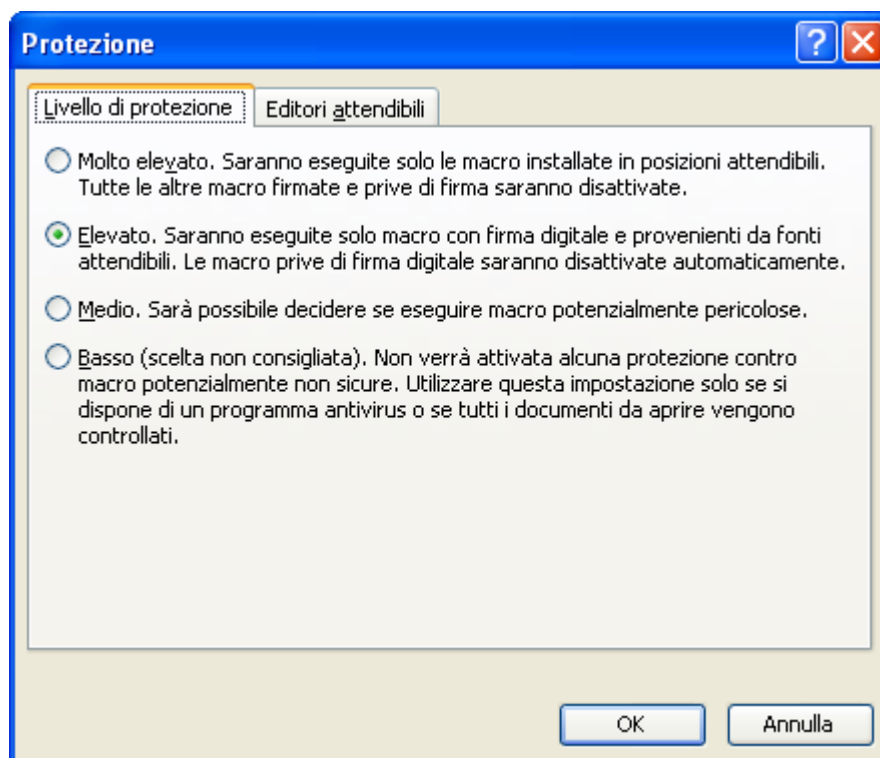 Protezione
Livello di protezione
Editori attendibili
Molto elevato. Saranno eseguite solo le macro installate in posizioni attendibili.
Tutte le altre macro firmate e prive di firma saranno disattivate.
Elevato. Saranno eseguite solo macro con firma digitale e provenienti da fonti
attendibili. Le macro prive di firma digitale saranno disattivate automaticamente.
Medio. Sarà possibile decidere se eseguire macro potenzialmente pericolose.
Basso (scelta non consigliata). Non verrà attivata alcuna protezione contro
macro potenzialmente non sicure. Utilizzare questa impostazione solo se si
dispone di un programma antivirus o se tutti i documenti da aprire vengono
controllati.
OK
Annulla